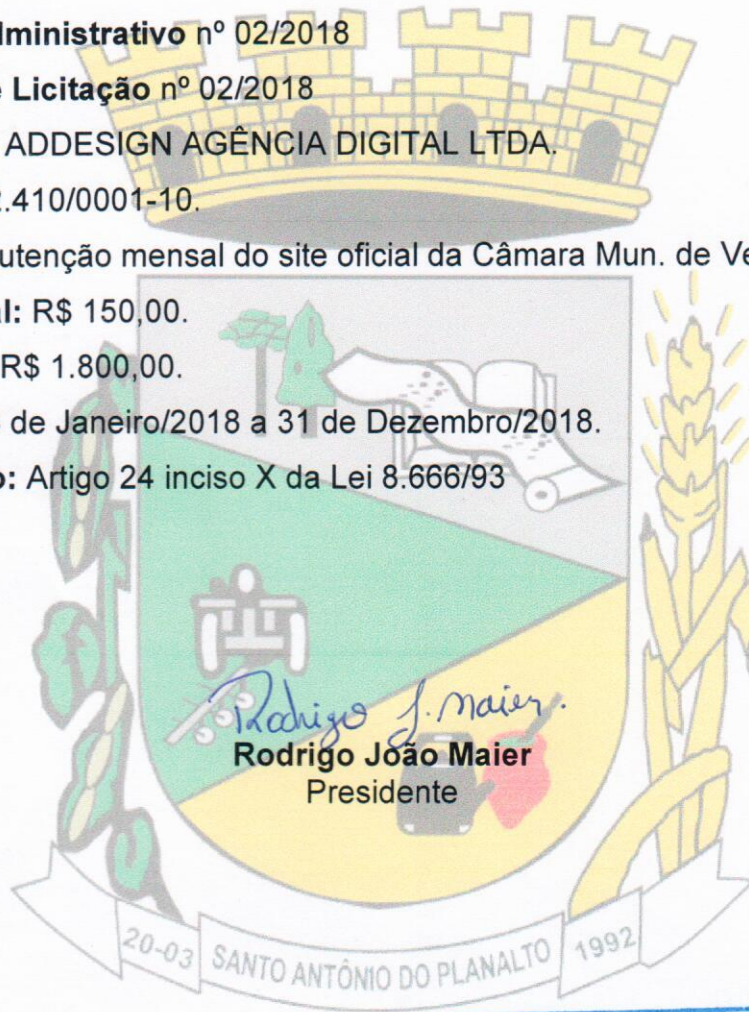 dministrativo nº 02/2018
e Licitação nº 02/2018
ADDESIGN AGÊNCIA DIGITAL LTDA.
2.410/0001-10.
utenção mensal do site oficial da Câmara Mun. de Ve
al: R$ 150,00.
R$ 1.800,00.
de Janeiro/2018 a 31 de Dezembro/2018.
o: Artigo 24 inciso X da Lei 8.666/93
Rodrigo J. Maier.
Rodrigo João Maier
Presidente
20-03 SANTO ANTÔNIO DO PLANALTO 1992